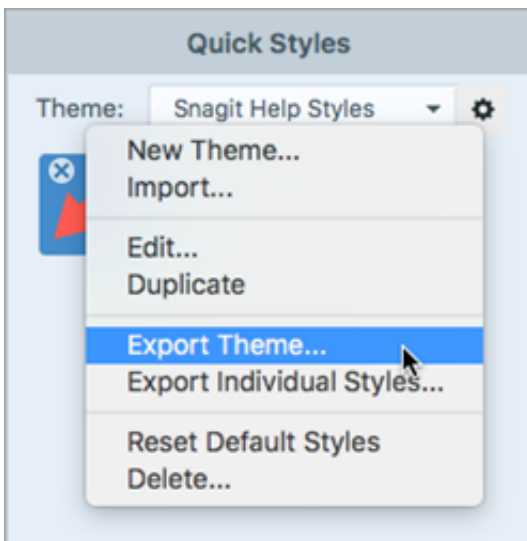 Quick Styles
Theme: Snagit Help Styles
New Theme...
Import...
Edit...
Duplicate
Export Theme...
Export Individual Styles...
Reset Default Styles
Delete...